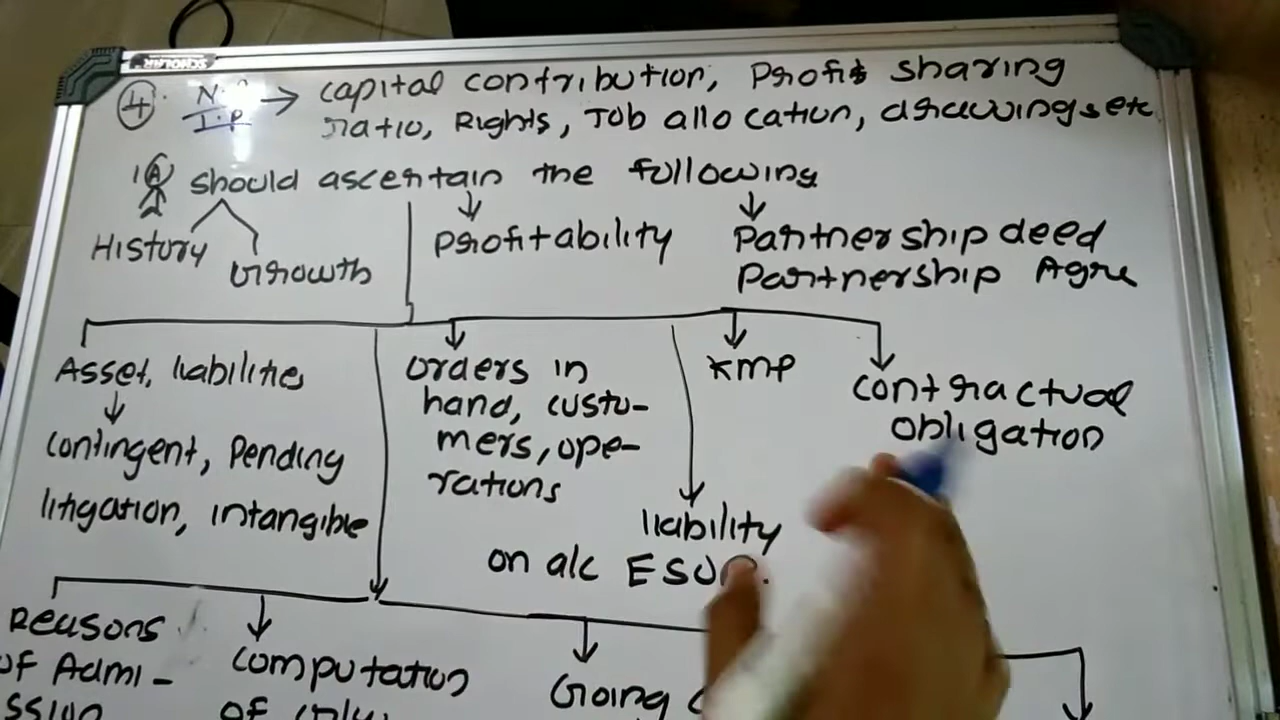 SCHOLAR
4. N.P → capital contribution, Profit sharing
I.P ratio, Rights, Job allocation, drawings etc
A should ascertain the following
History Growth Profitability Partnership deed
Partnership Agre
Asset, liabilities
Contingent, Pending
litigation, intangible
orders in
hand, custo-
mers, ope-
rations
KMP
contractual
obligation
liability
on a/c
Reasons
of Admi-
ssion
Computation
of
Going